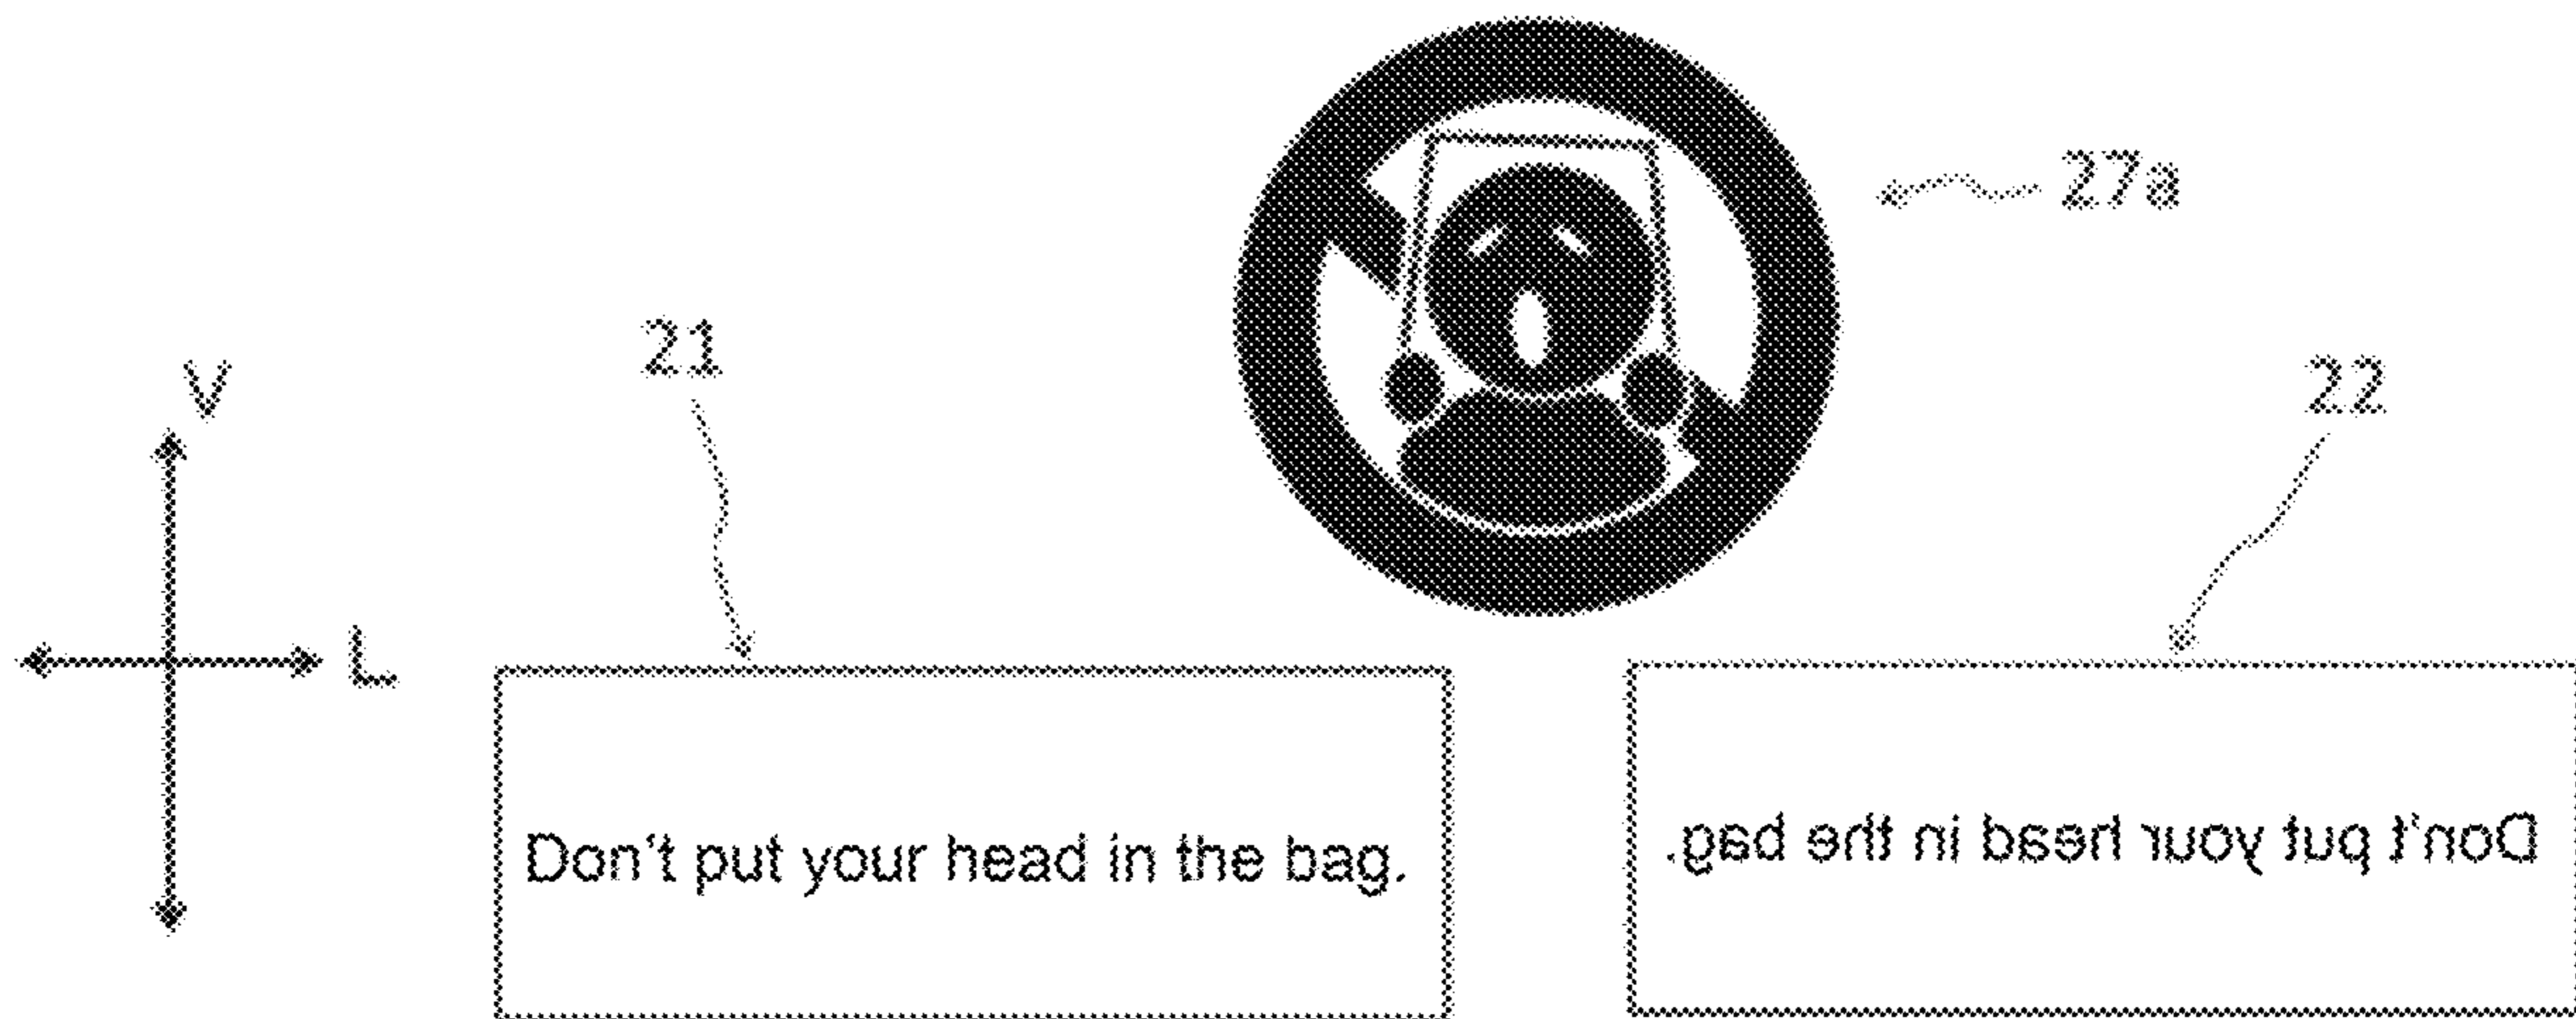 27a
21
22
V
L
Don't put your head in the bag.
Don't put your head in the bag.